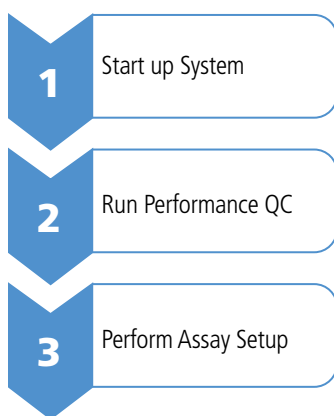 1
Start up System
2
Run Performance QC
3
Perform Assay Setup